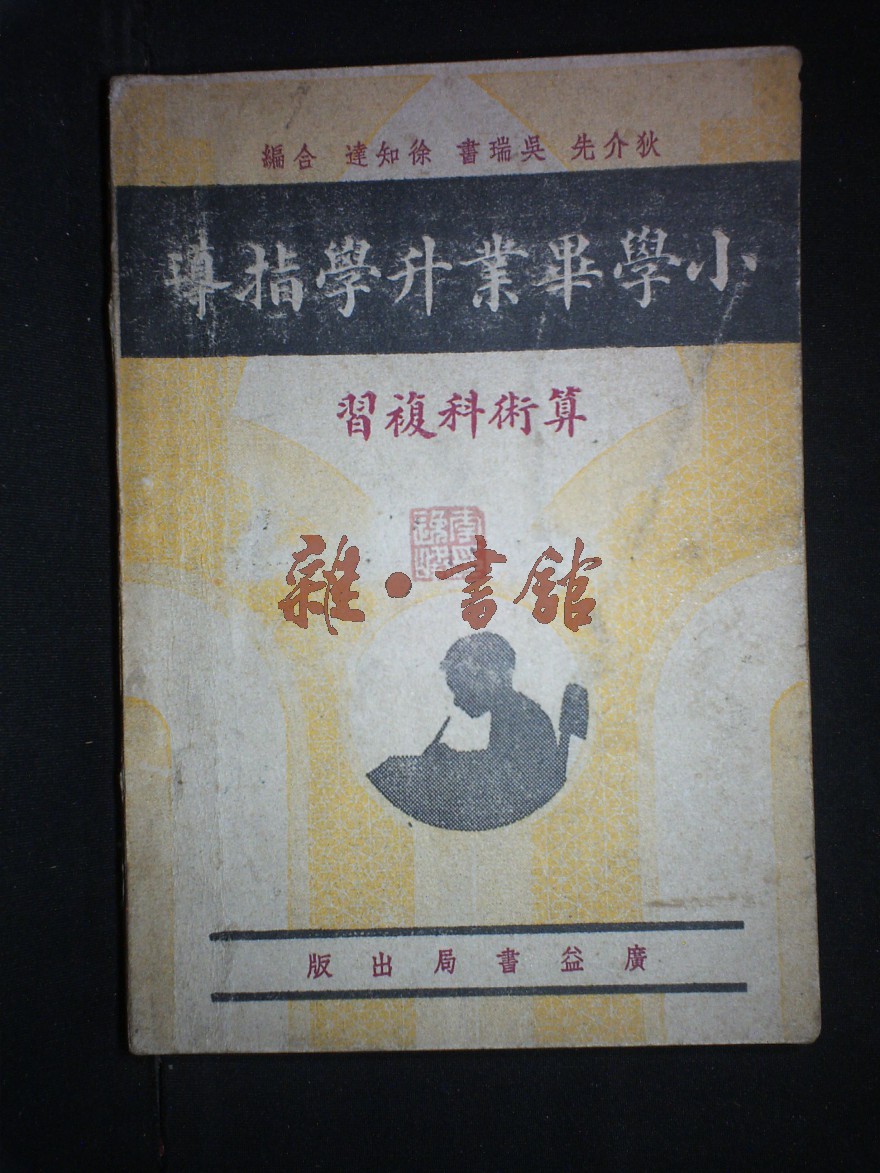 狄介先 吳瑞書 徐知達 合編
小學畢業升學指導
算術科複習
雜·書館
廣益書局出版